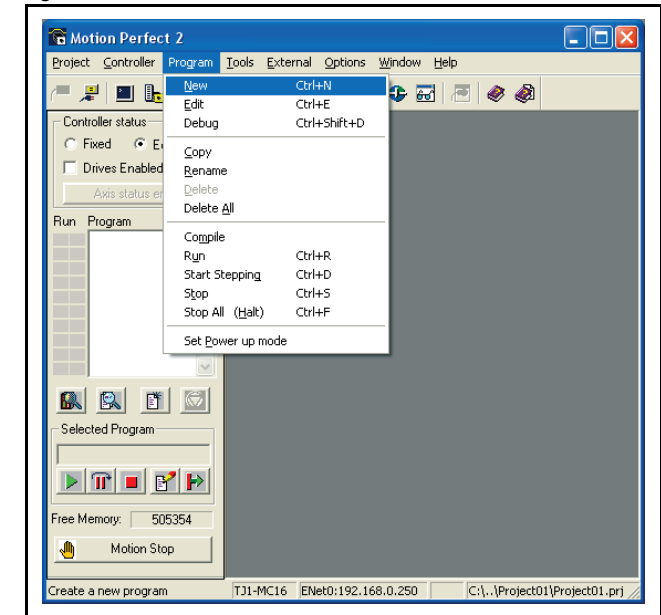 Motion Perfect 2
Project Controller Program Tools External Options Window Help
New Ctrl+N
Edit Ctrl+E
Debug Ctrl+Shift+D
Copy
Rename
Delete
Delete All
Compile
Run Ctrl+R
Start Stepping Ctrl+D
Stop Ctrl+S
Stop All (Halt) Ctrl+F
Set Power up mode
Controller status
Fixed
Drives Enabled
Axis status
Run Program
Selected Program
Free Memory: 505354
Motion Stop
Create a new program TJ1-MC16 ENet0:192.168.0.250 C:\..\Project01\Project01.prj